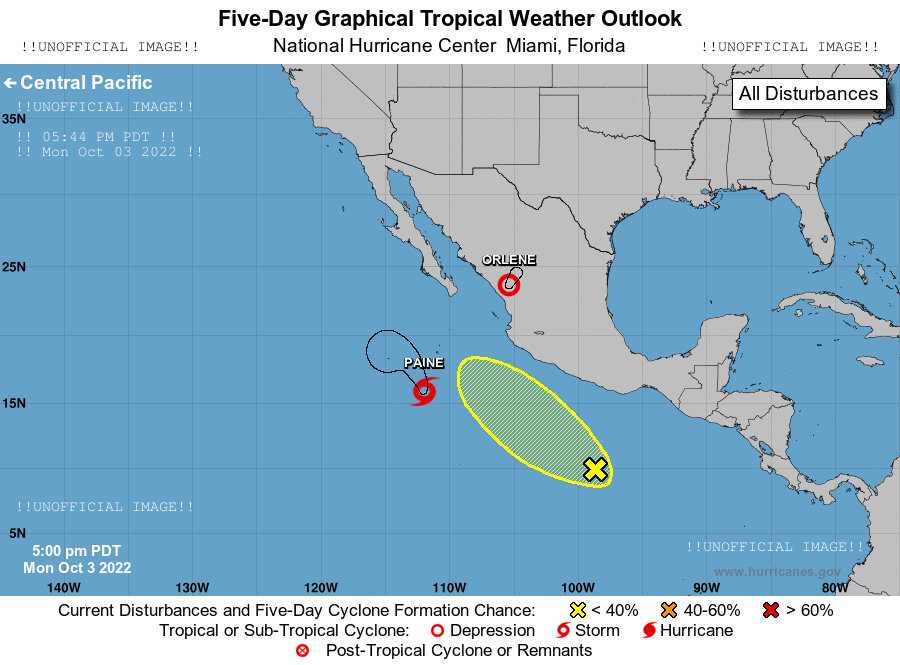 Five-Day Graphical Tropical Weather Outlook
!!UNOFFICIAL IMAGE!! National Hurricane Center Miami, Florida !!UNOFFICIAL IMAGE!!
← Central Pacific
All Disturbances
!!UNOFFICIAL IMAGE!!
35N
!! 05:44 PM PDT !!
!! Mon Oct 03 2022 !!
ORLENE
25N
PAINE
15N
!!UNOFFICIAL IMAGE!!
5N
!!UNOFFICIAL IMAGE!!
5:00 pm PDT
Mon Oct 3 2022
www.hurricanes.gov
140W 130W 120W 110W 100W 90W 80W
Current Disturbances and Five-Day Cyclone Formation Chance: < 40% 40-60% > 60%
Tropical or Sub-Tropical Cyclone: Depression Storm Hurricane
Post-Tropical Cyclone or Remnants